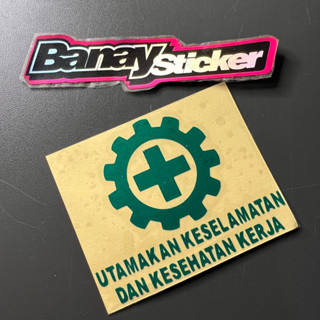 BanaySticker
UTAMAKAN KESELAMATAN
DAN KESEHATAN KERJA